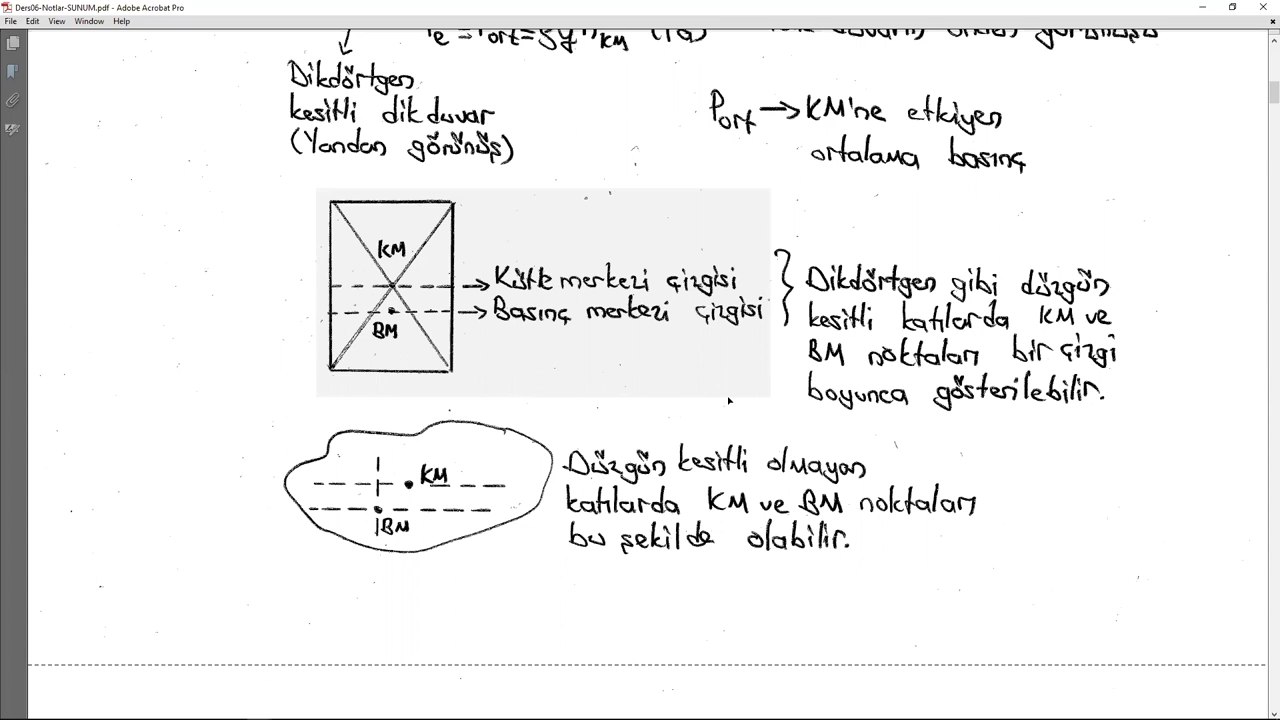 Ders06-Notlar-SUNUM.pdf - Adobe Acrobat Pro
File Edit View Window Help
Dikdörtgen
kesitli dik duvar
(Yandan görünüş)
Port → KM'ne etkiyen
ortalama basınç
KM
→ Kütle merkezi çizgisi
→ Basınç merkezi çizgisi
BM
Dikdörtgen gibi düzgün
kesitli katılarda KM ve
BM noktaları bir çizgi
boyunca gösterilebilir.
KM
BM
Düzgün kesitli olmayan
katılarda KM ve BM noktaları
bu şekilde olabilir.